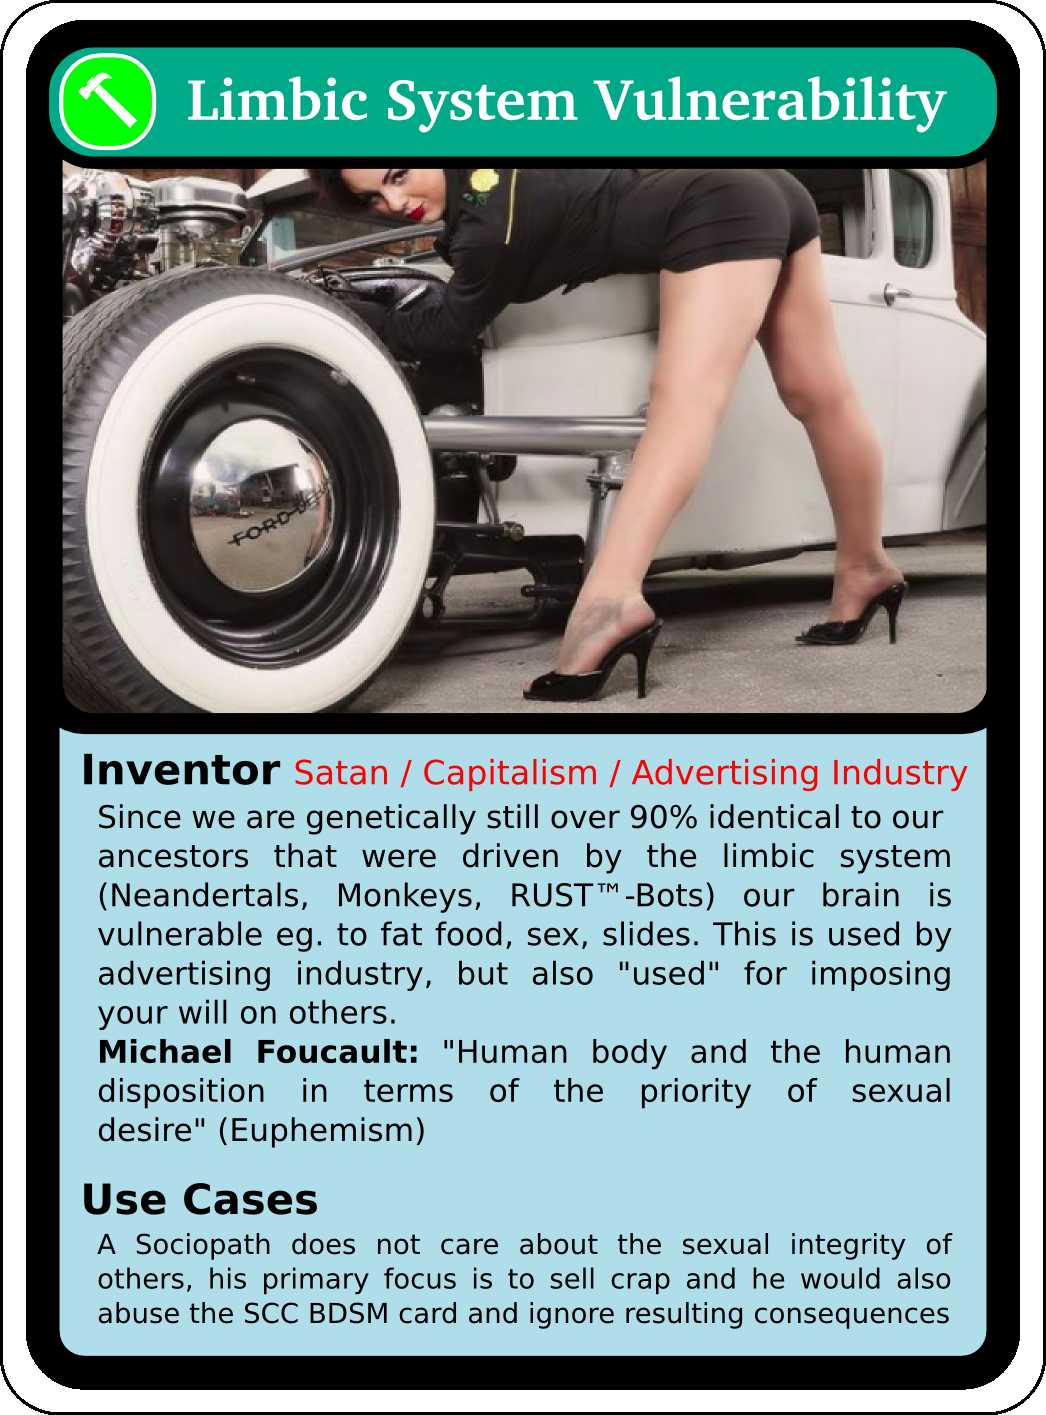 Limbic System Vulnerability
FORD DELU
Inventor Satan / Capitalism / Advertising Industry
Since we are genetically still over 90% identical to our
ancestors that were driven by the limbic system
(Neandertals, Monkeys, RUST™-Bots) our brain is
vulnerable eg. to fat food, sex, slides. This is used by
advertising industry, but also "used" for imposing
your will on others.
Michael Foucault: "Human body and the human
disposition in terms of the priority of sexual
desire" (Euphemism)
Use Cases
A Sociopath does not care about the sexual integrity of
others, his primary focus is to sell crap and he would also
abuse the SCC BDSM card and ignore resulting consequences